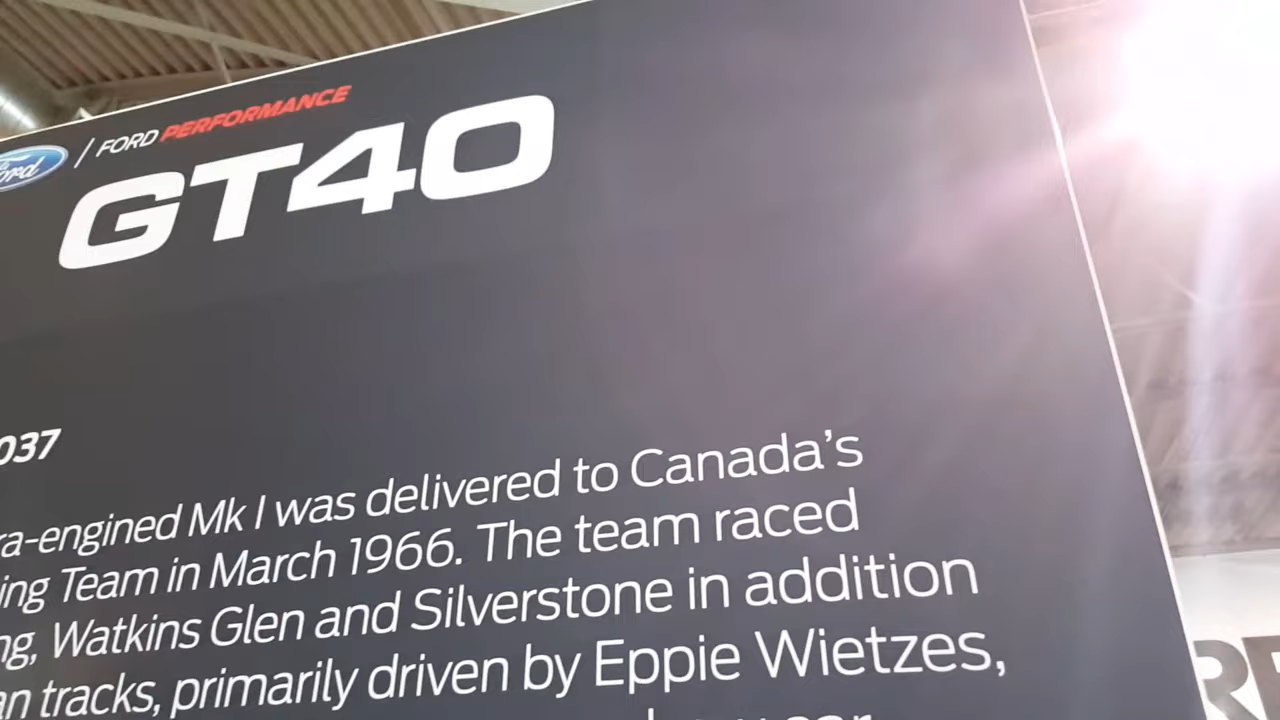 Ford / FORD PERFORMANCE
GT40
037
ra-engined Mk I was delivered to Canada's
ing Team in March 1966. The team raced
ng, Watkins Glen and Silverstone in addition
an tracks, primarily driven by Eppie Wietzes,
car